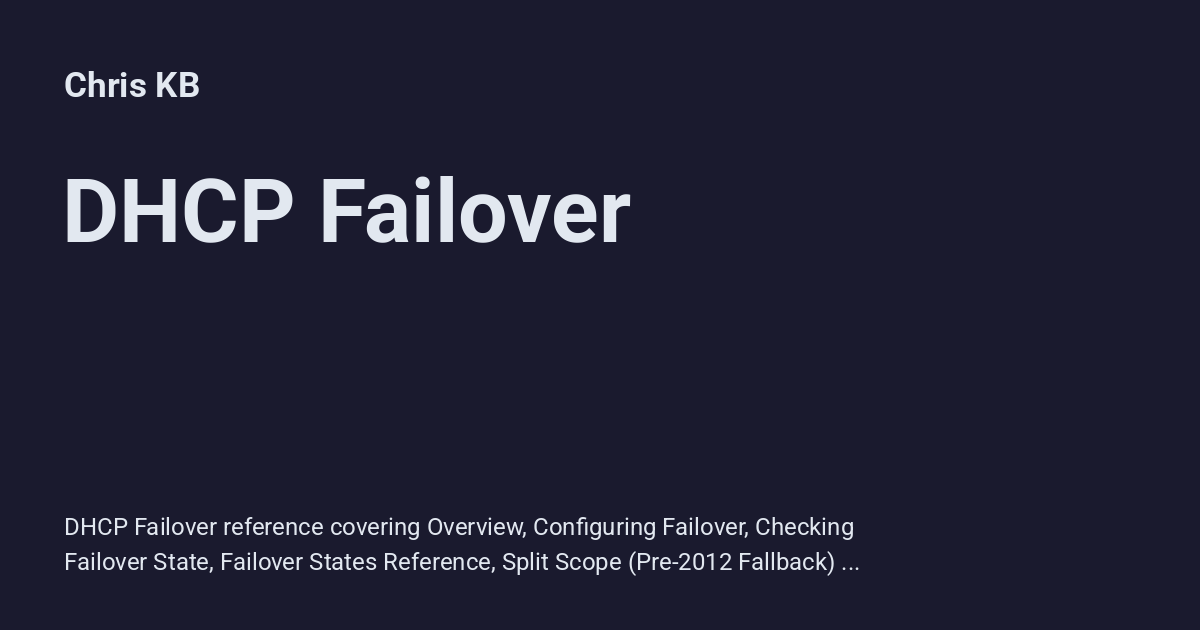 Chris KB
DHCP Failover
DHCP Failover reference covering Overview, Configuring Failover, Checking
Failover State, Failover States Reference, Split Scope (Pre-2012 Fallback) ...